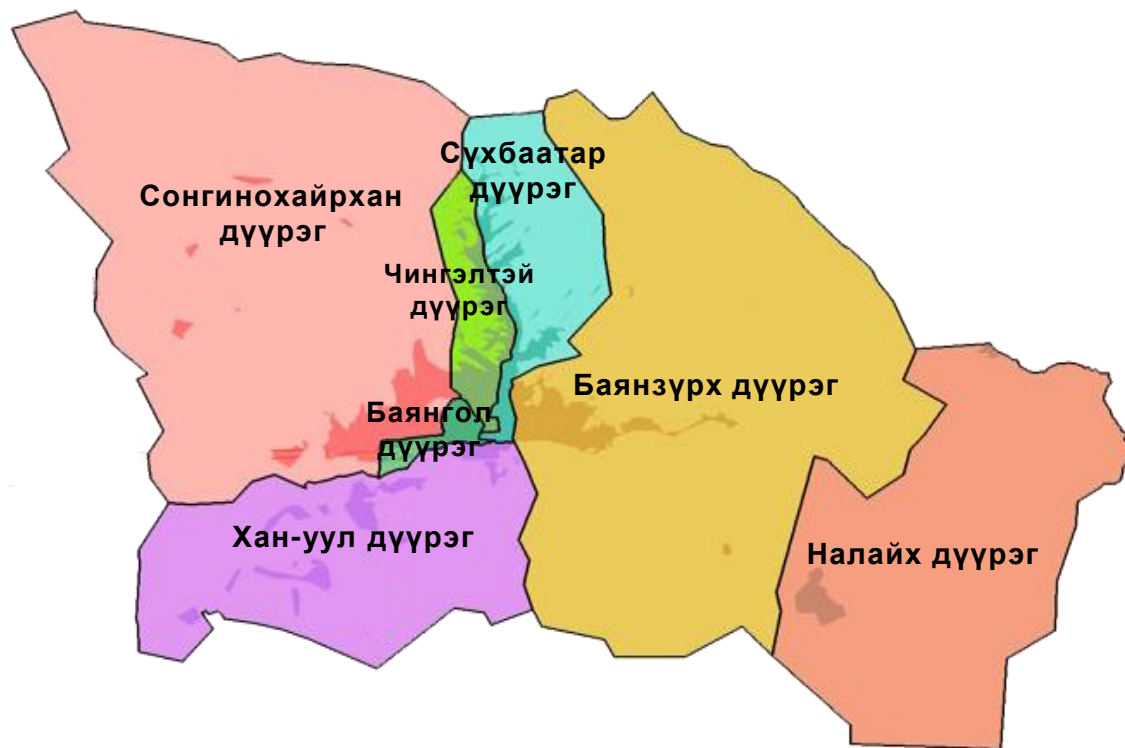 Сүхбаатар
дүүрэг
Сонгинохайрхан
дүүрэг
Чингэлтэй
дүүрэг
Баянзүрх дүүрэг
Баянгол
дүүрэг
Хан-уул дүүрэг
Налайх дүүрэг